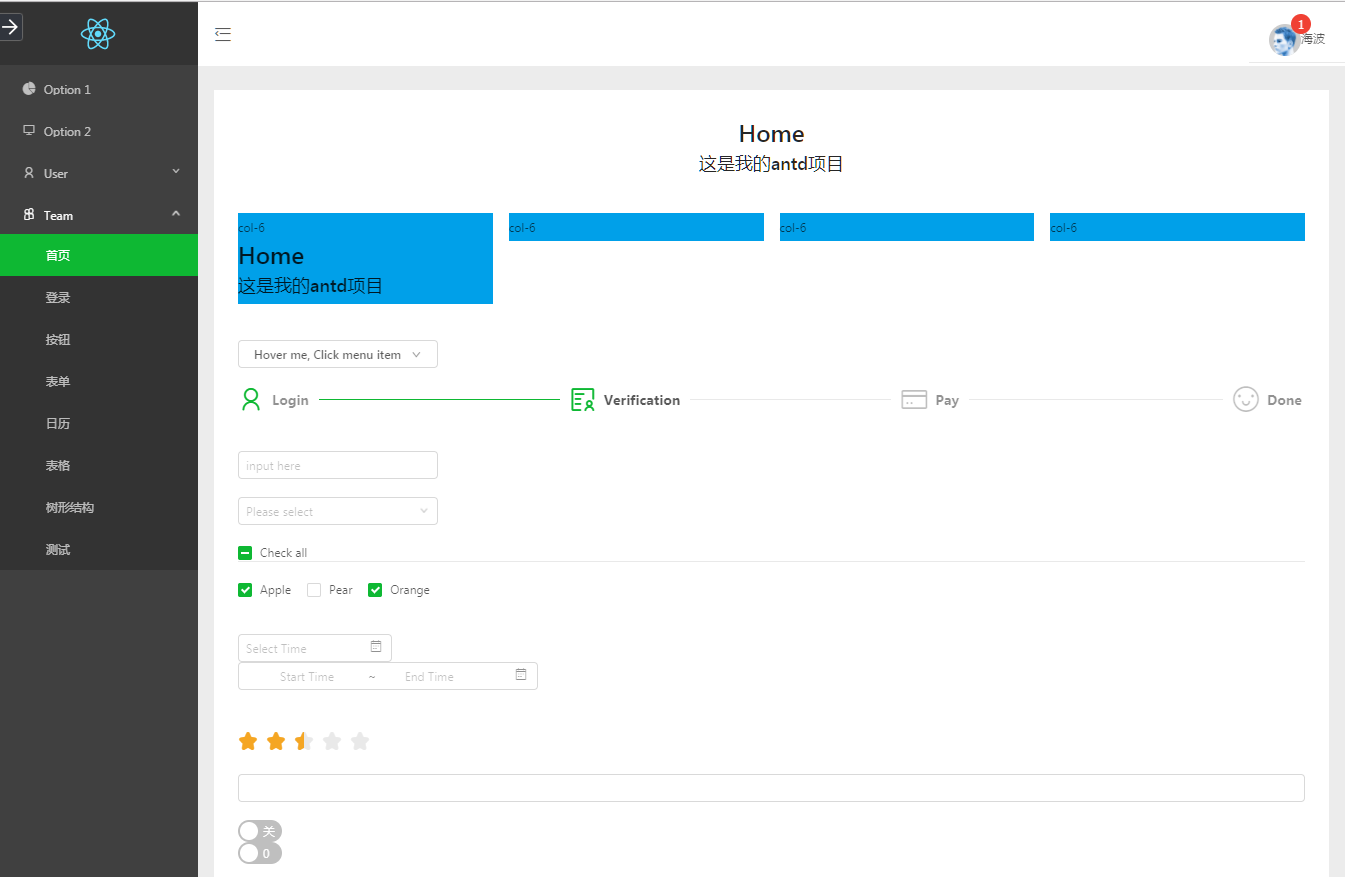 1
海波
Option 1
Option 2
User
Team
首页
登录
按钮
表单
日历
表格
树形结构
测试
Home
这是我的antd项目
col-6
Home
这是我的antd项目
col-6
col-6
col-6
Hover me, Click menu item
Login
Verification
Pay
Done
input here
Please select
Check all
Apple Pear Orange
Select Time
Start Time ~ End Time
关
0